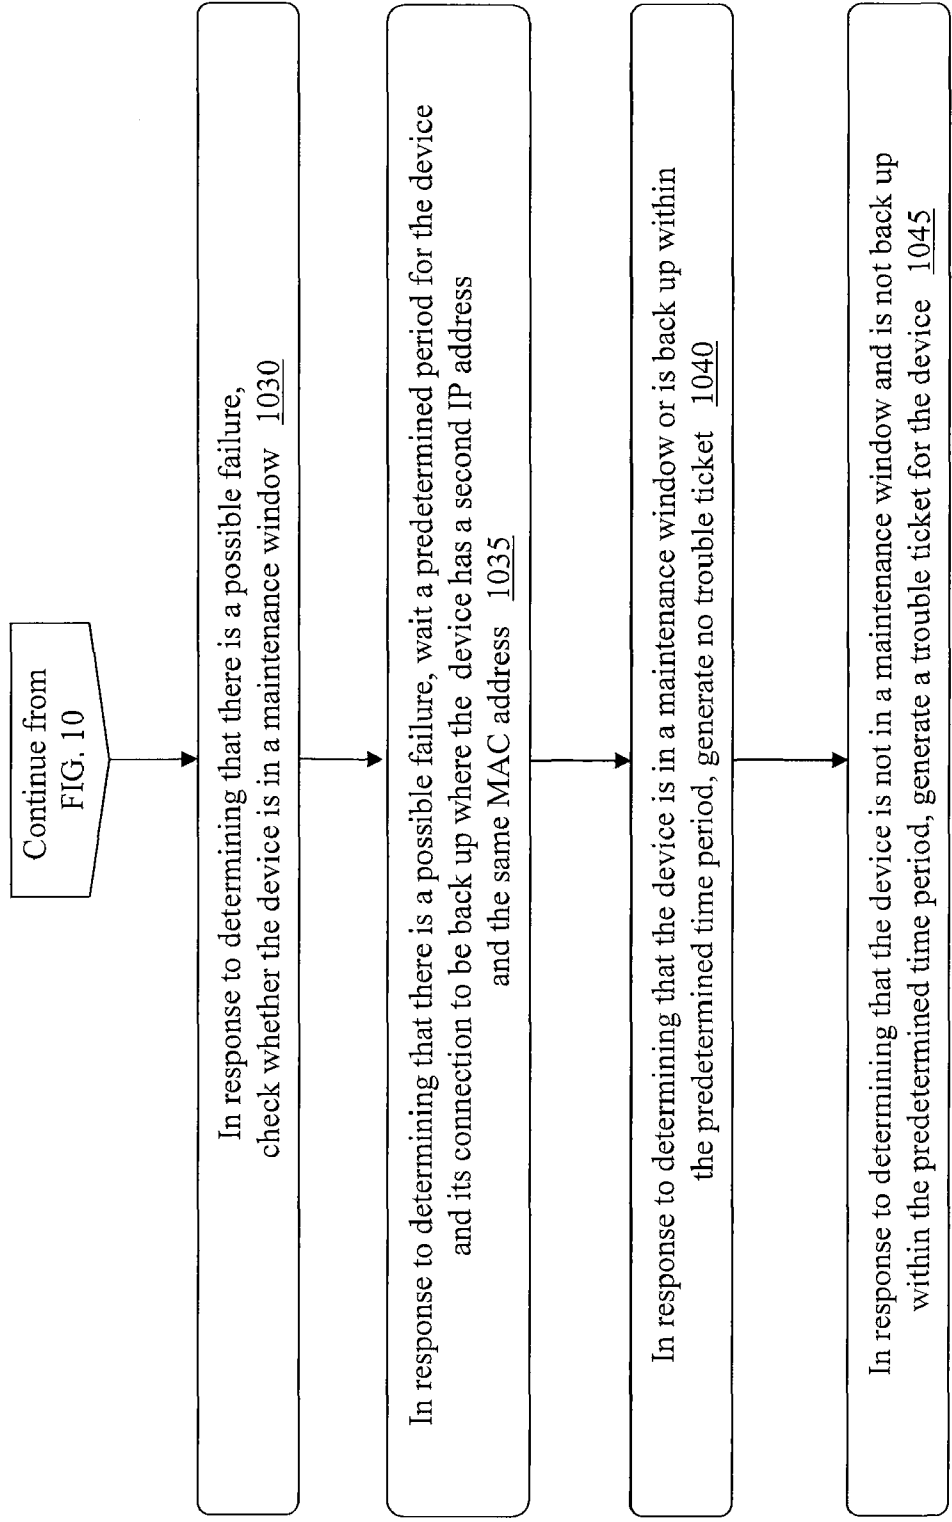 Continue from
FIG. 10
In response to determining that there is a possible failure,
check whether the device is in a maintenance window 1030
In response to determining that there is a possible failure, wait a predetermined period for the device
and its connection to be back up where the device has a second IP address
and the same MAC address 1035
In response to determining that the device is in a maintenance window or is back up within
the predetermined time period, generate no trouble ticket 1040
In response to determining that the device is not in a maintenance window and is not back up
within the predetermined time period, generate a trouble ticket for the device 1045